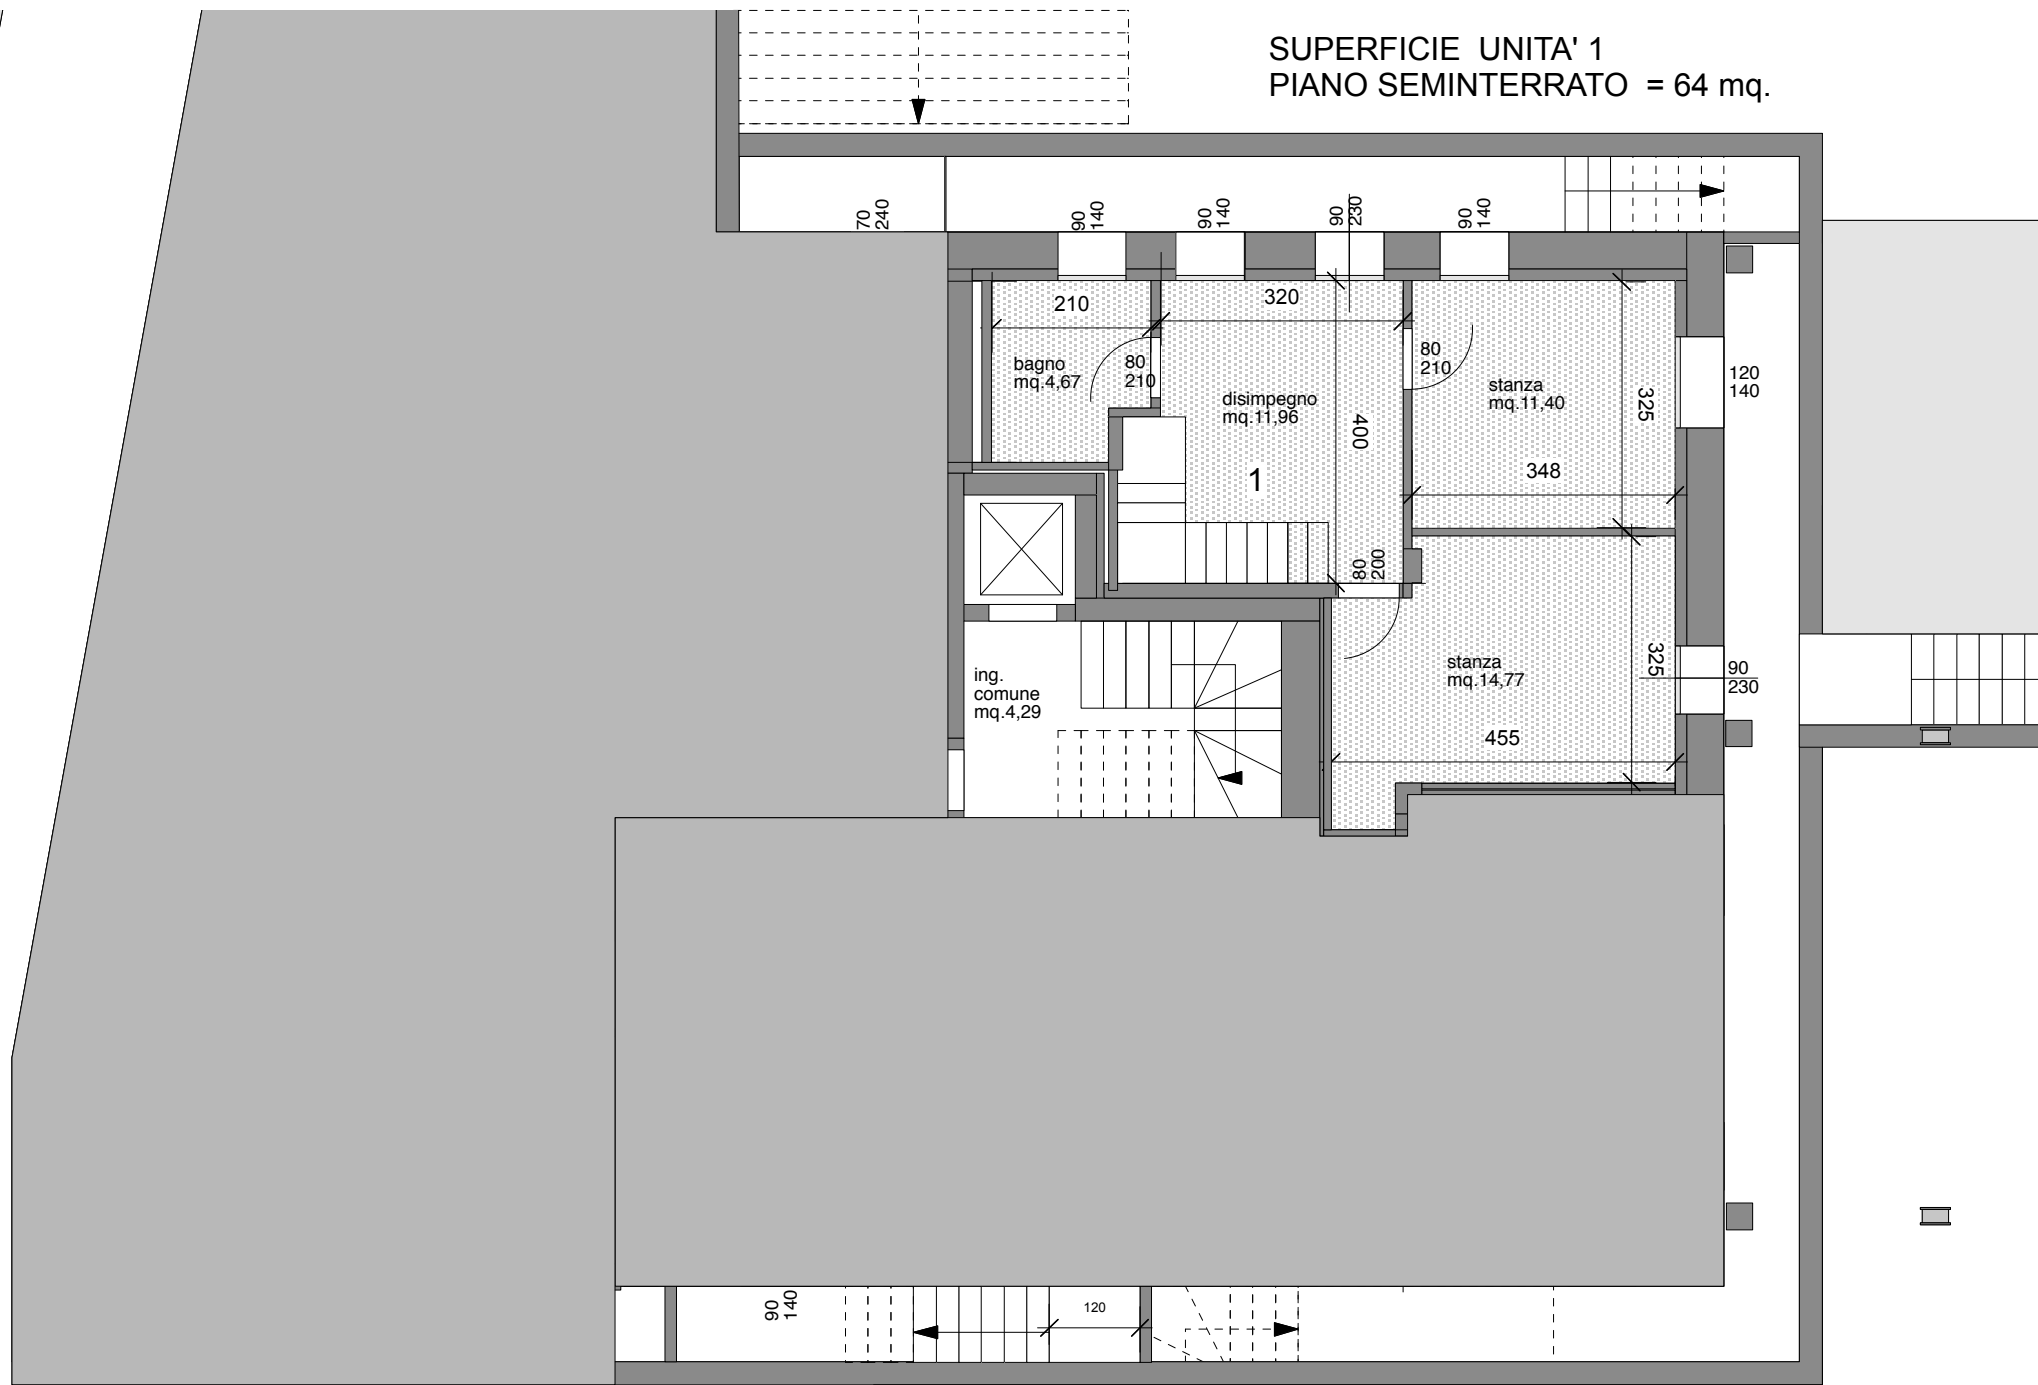 SUPERFICIE UNITA' 1
PIANO SEMINTERRATO = 64 mq.
70
240
90
140
90
140
90
230
90
140
210
320
bagno
mq.4,67
80
210
disimpegno
mq.11,96
400
1
80
210
stanza
mq.11,40
325
348
120
140
80
200
ing.
comune
mq.4,29
stanza
mq.14,77
325
90
230
455
90
140
120